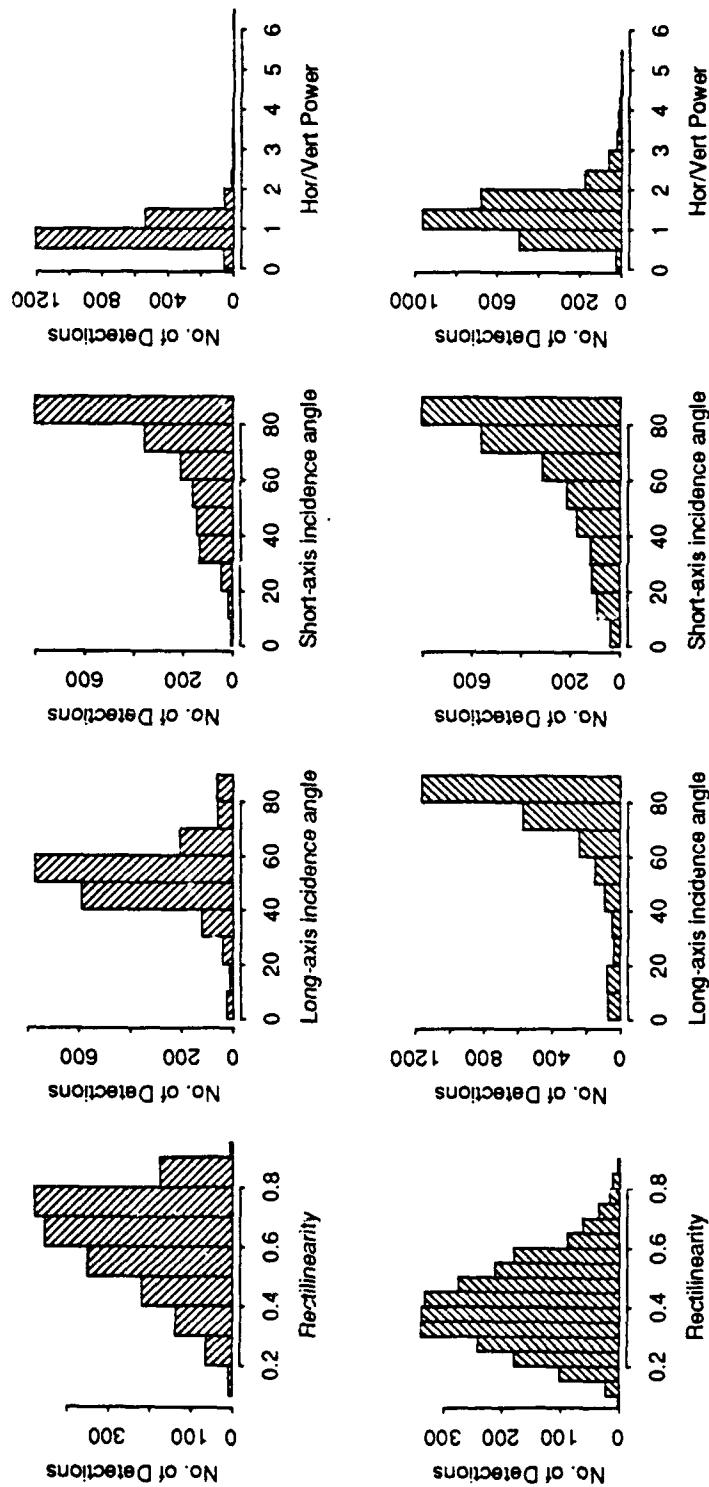 No. of Detections
300
100
0
0.2 0.4 0.6 0.8
Rectilinearity
No. of Detections
600
200
0
0 20 40 60 80
Long-axis incidence angle
No. of Detections
600
200
0
0 20 40 60 80
Short-axis incidence angle
No. of Detections
1200
800
400
0
0 1 2 3 4 5 6
Hor/Vert Power
No. of Detections
300
200
100
0
0.2 0.4 0.6 0.8
Rectilinearity
No. of Detections
1200
800
400
0
0 20 40 60 80
Long-axis incidence angle
No. of Detections
600
200
0
0 20 40 60 80
Short-axis incidence angle
No. of Detections
1000
600
200
0
0 1 2 3 4 5 6
Hor/Vert Power